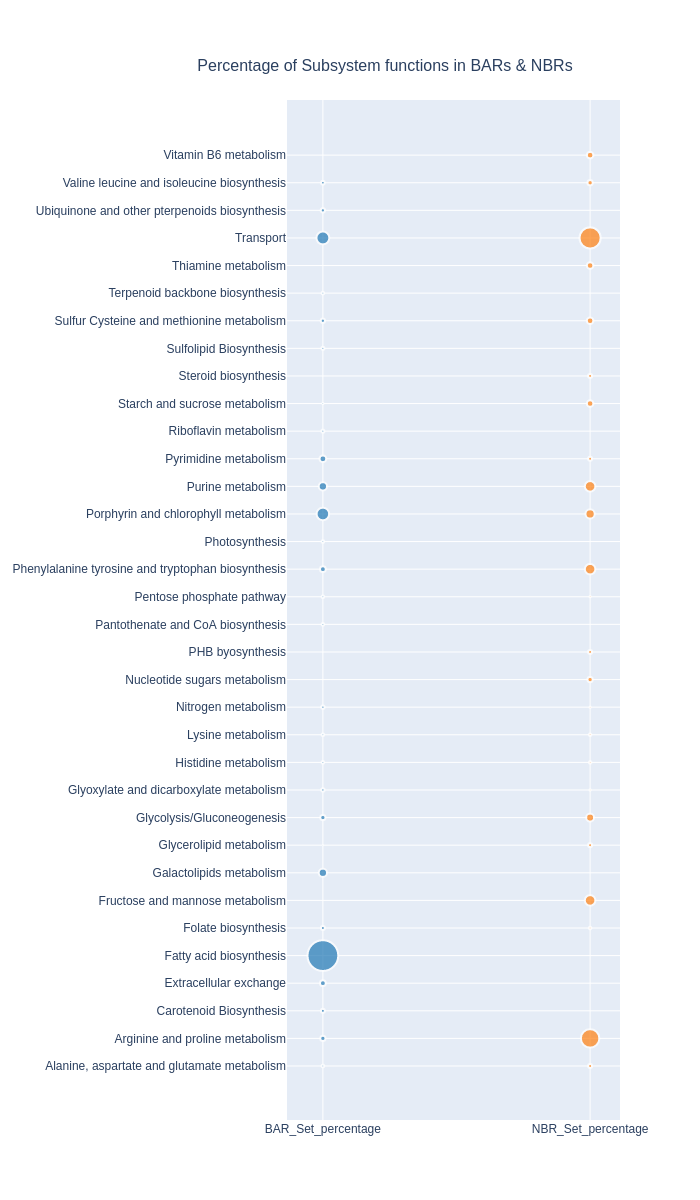 Percentage of Subsystem functions in BARs & NBRs
Vitamin B6 metabolism
Valine leucine and isoleucine biosynthesis
Ubiquinone and other pterpenoids biosynthesis
Transport
Thiamine metabolism
Terpenoid backbone biosynthesis
Sulfur Cysteine and methionine metabolism
Sulfolipid Biosynthesis
Steroid biosynthesis
Starch and sucrose metabolism
Riboflavin metabolism
Pyrimidine metabolism
Purine metabolism
Porphyrin and chlorophyll metabolism
Photosynthesis
Phenylalanine tyrosine and tryptophan biosynthesis
Pentose phosphate pathway
Pantothenate and CoA biosynthesis
PHB byosynthesis
Nucleotide sugars metabolism
Nitrogen metabolism
Lysine metabolism
Histidine metabolism
Glyoxylate and dicarboxylate metabolism
Glycolysis/Gluconeogenesis
Glycerolipid metabolism
Galactolipids metabolism
Fructose and mannose metabolism
Folate biosynthesis
Fatty acid biosynthesis
Extracellular exchange
Carotenoid Biosynthesis
Arginine and proline metabolism
Alanine, aspartate and glutamate metabolism
BAR_Set_percentage NBR_Set_percentage